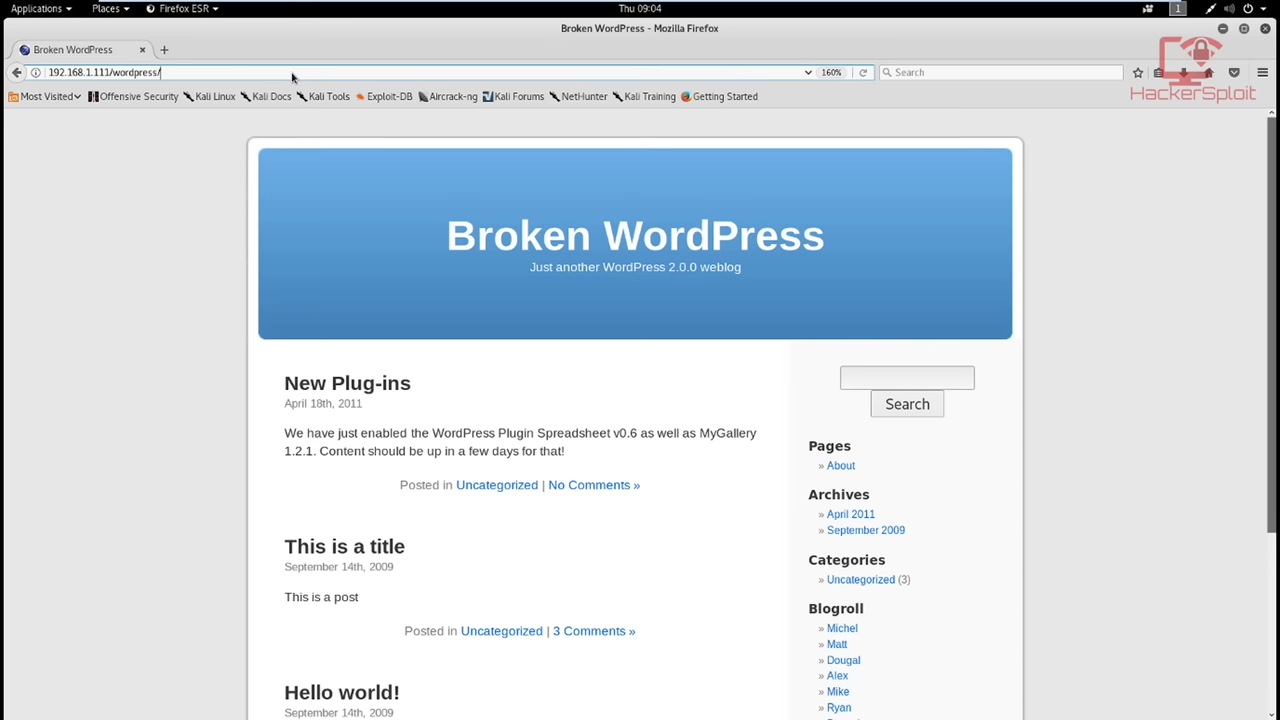 Applications Places Firefox ESR Thu 09:04 1
Broken WordPress - Mozilla Firefox
Broken WordPress
192.168.1.111/wordpress/ 160% Search
Most Visited Offensive Security Kali Linux Kali Docs Kali Tools Exploit-DB Aircrack-ng Kali Forums NetHunter Kali Training Getting Started
HackerSploit
Broken WordPress
Just another WordPress 2.0.0 weblog
New Plug-ins
April 18th, 2011
We have just enabled the WordPress Plugin Spreadsheet v0.6 as well as MyGallery
1.2.1. Content should be up in a few days for that!
Posted in Uncategorized | No Comments »
This is a title
September 14th, 2009
This is a post
Posted in Uncategorized | 3 Comments »
Hello world!
September 14th, 2009
Search
Pages
» About
Archives
» April 2011
» September 2009
Categories
» Uncategorized (3)
Blogroll
» Michel
» Matt
» Dougal
» Alex
» Mike
» Ryan